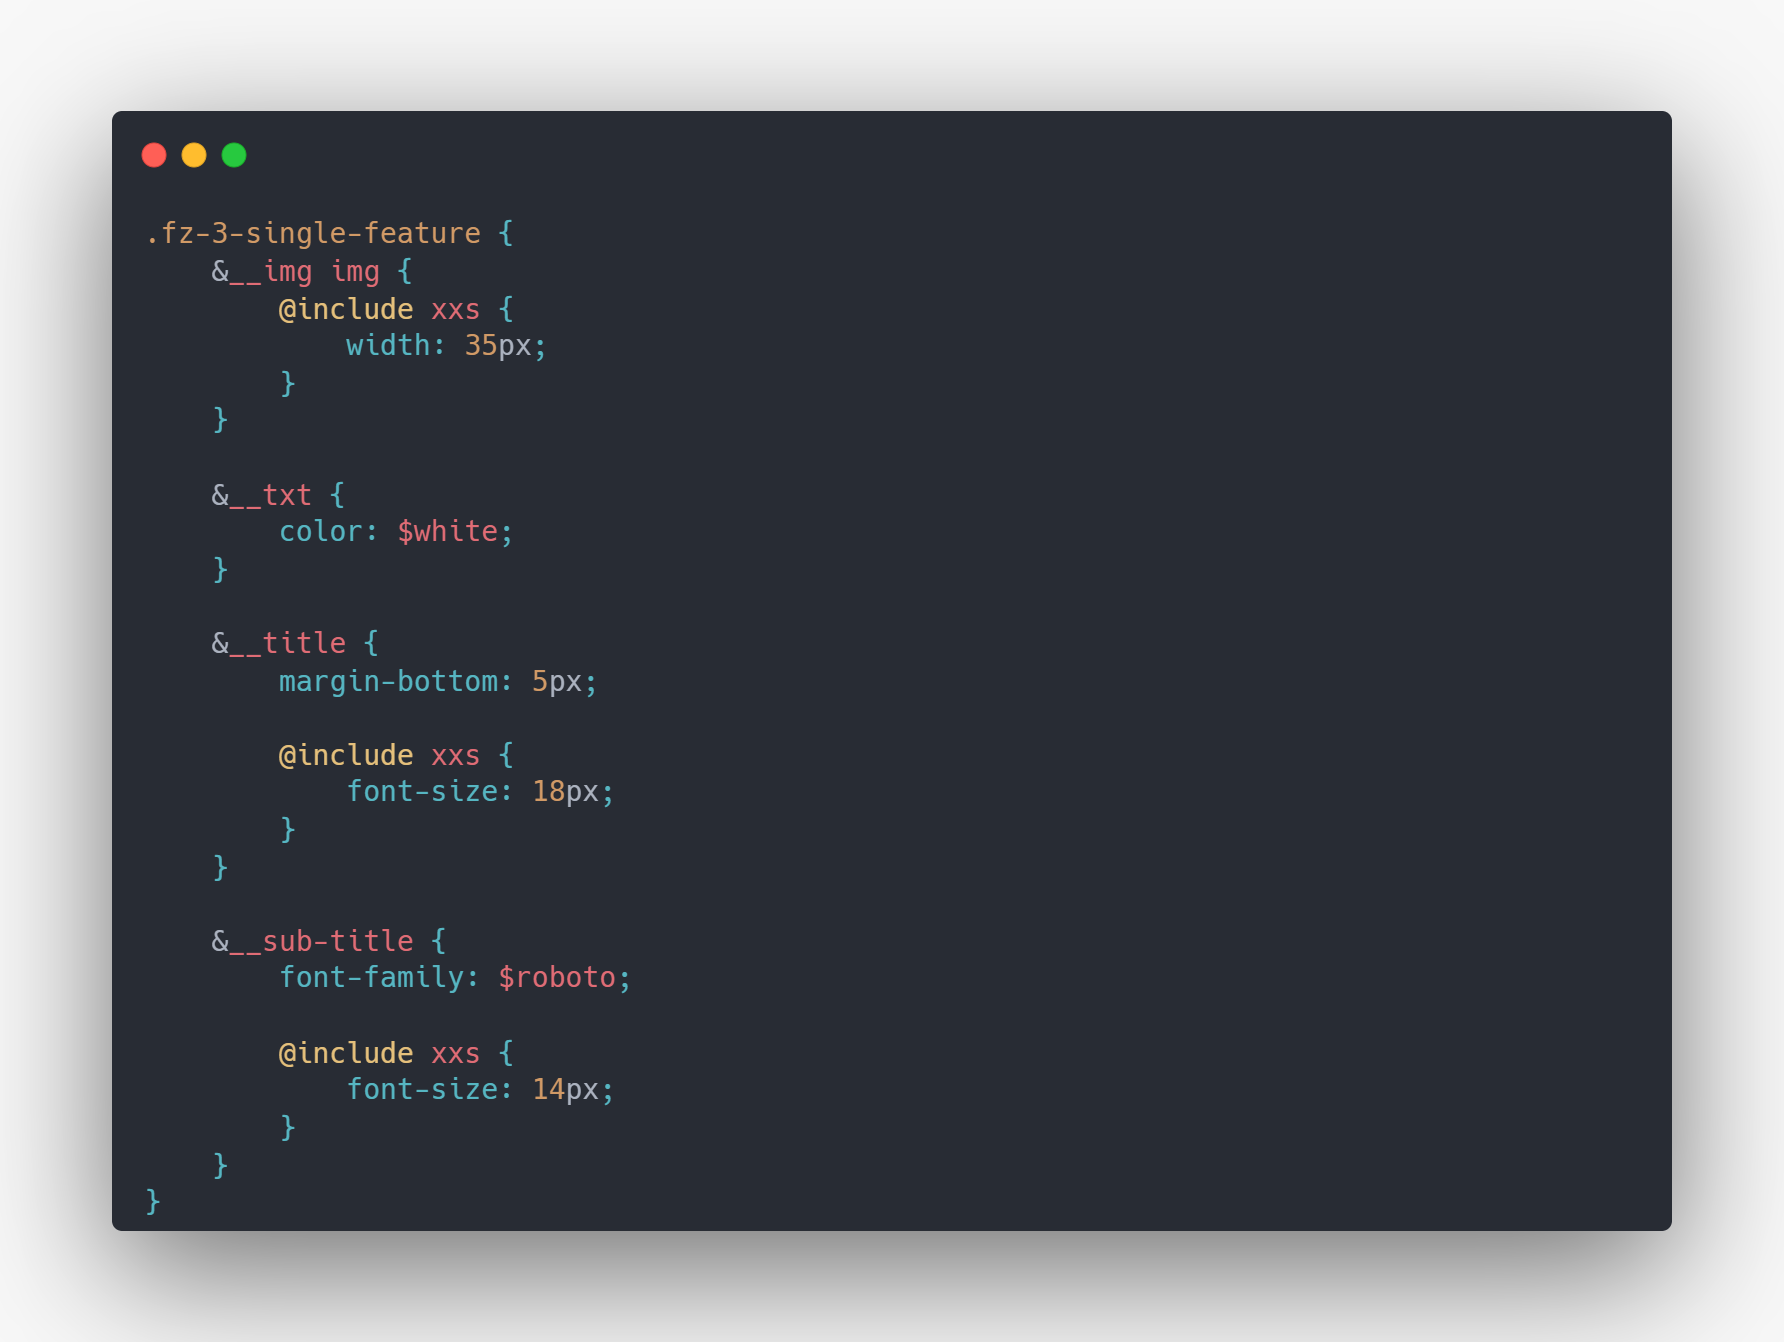 .fz-3-single-feature {
    &__img img {
        @include xxs {
            width: 35px;
        }
    }

    &__txt {
        color: $white;
    }

    &__title {
        margin-bottom: 5px;

        @include xxs {
            font-size: 18px;
        }
    }

    &__sub-title {
        font-family: $roboto;

        @include xxs {
            font-size: 14px;
        }
    }
}